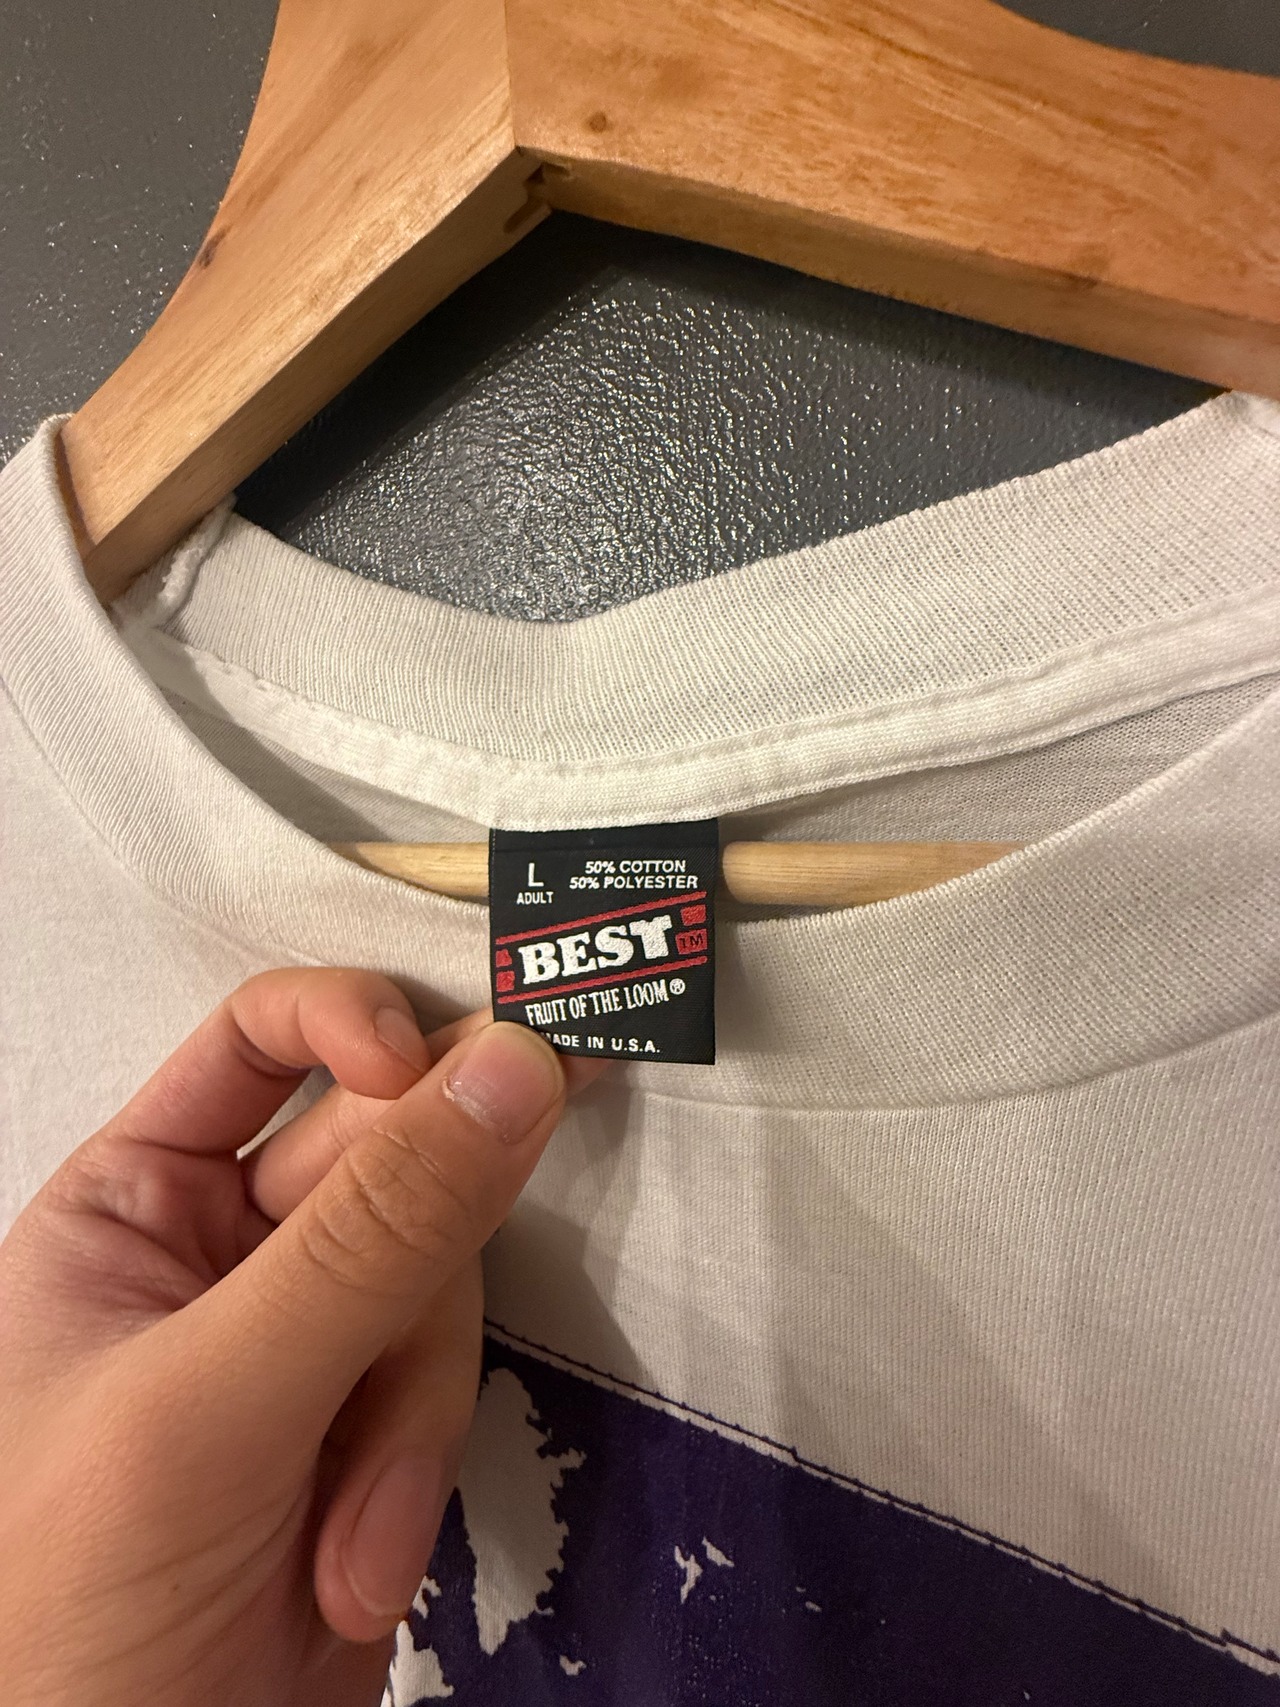 L
ADULT
50% COTTON
50% POLYESTER
BEST
TM
FRUIT OF THE LOOM®
MADE IN U.S.A.